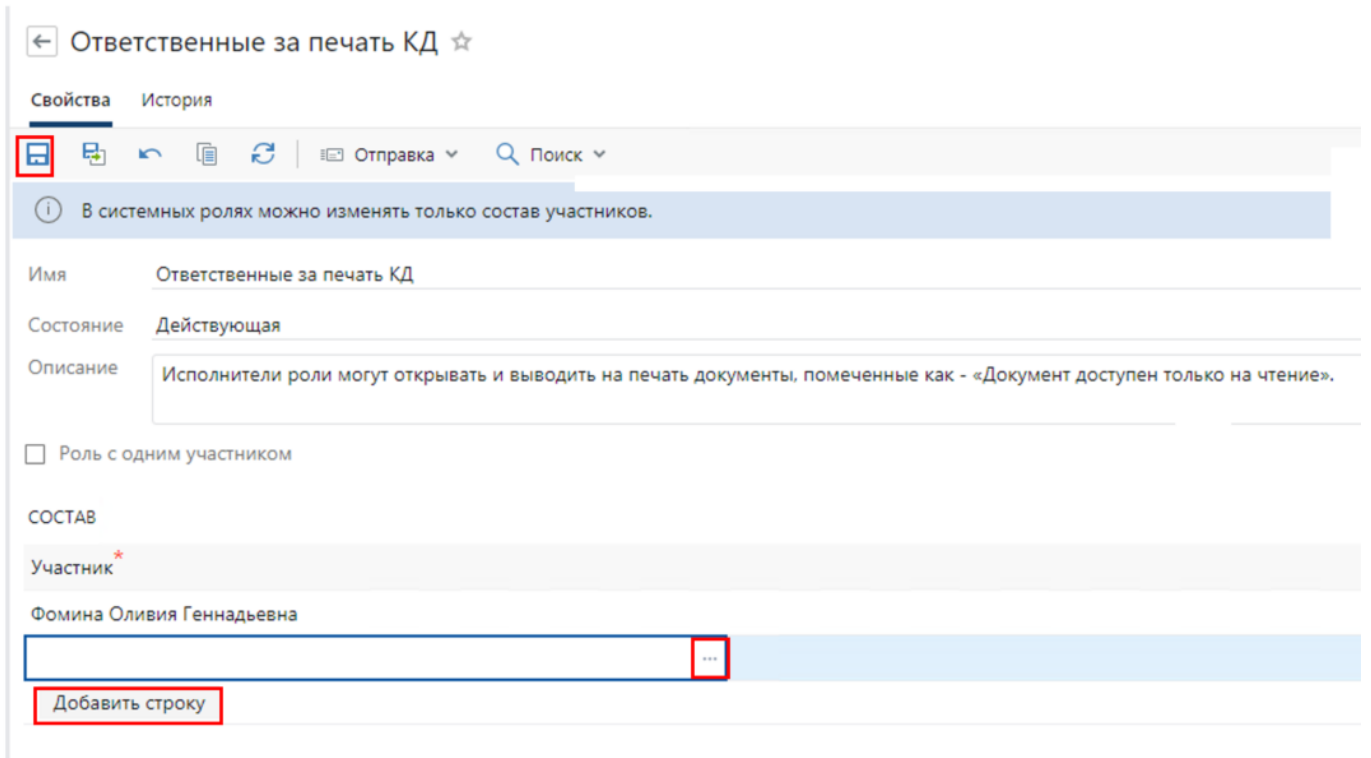 Ответственные за печать КД
Свойства История
Отправка Поиск
В системных ролях можно изменять только состав участников.
Имя Ответственные за печать КД
Состояние Действующая
Описание Исполнители роли могут открывать и выводить на печать документы, помеченные как - «Документ доступен только на чтение».
Роль с одним участником
СОСТАВ
Участник*
Фомина Оливия Геннадьевна
...
Добавить строку